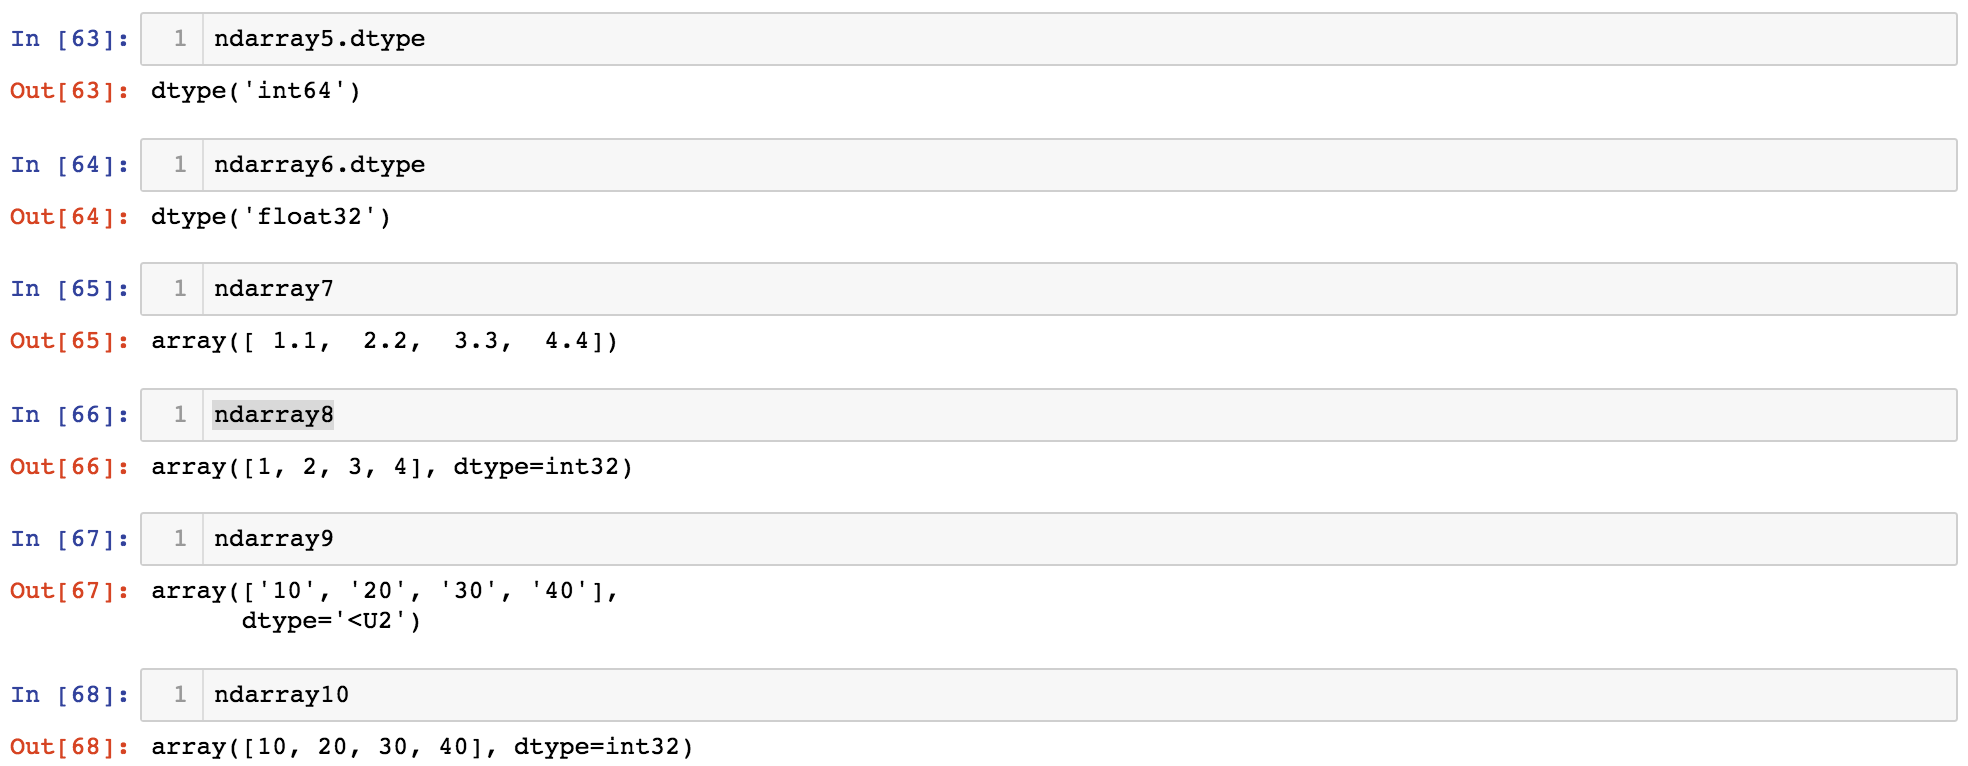 In [63]: 1 ndarray5.dtype
Out[63]: dtype('int64')
In [64]: 1 ndarray6.dtype
Out[64]: dtype('float32')
In [65]: 1 ndarray7
Out[65]: array([ 1.1,  2.2,  3.3,  4.4])
In [66]: 1 ndarray8
Out[66]: array([1, 2, 3, 4], dtype=int32)
In [67]: 1 ndarray9
Out[67]: array(['10', '20', '30', '40'],
      dtype='<U2')
In [68]: 1 ndarray10
Out[68]: array([10, 20, 30, 40], dtype=int32)